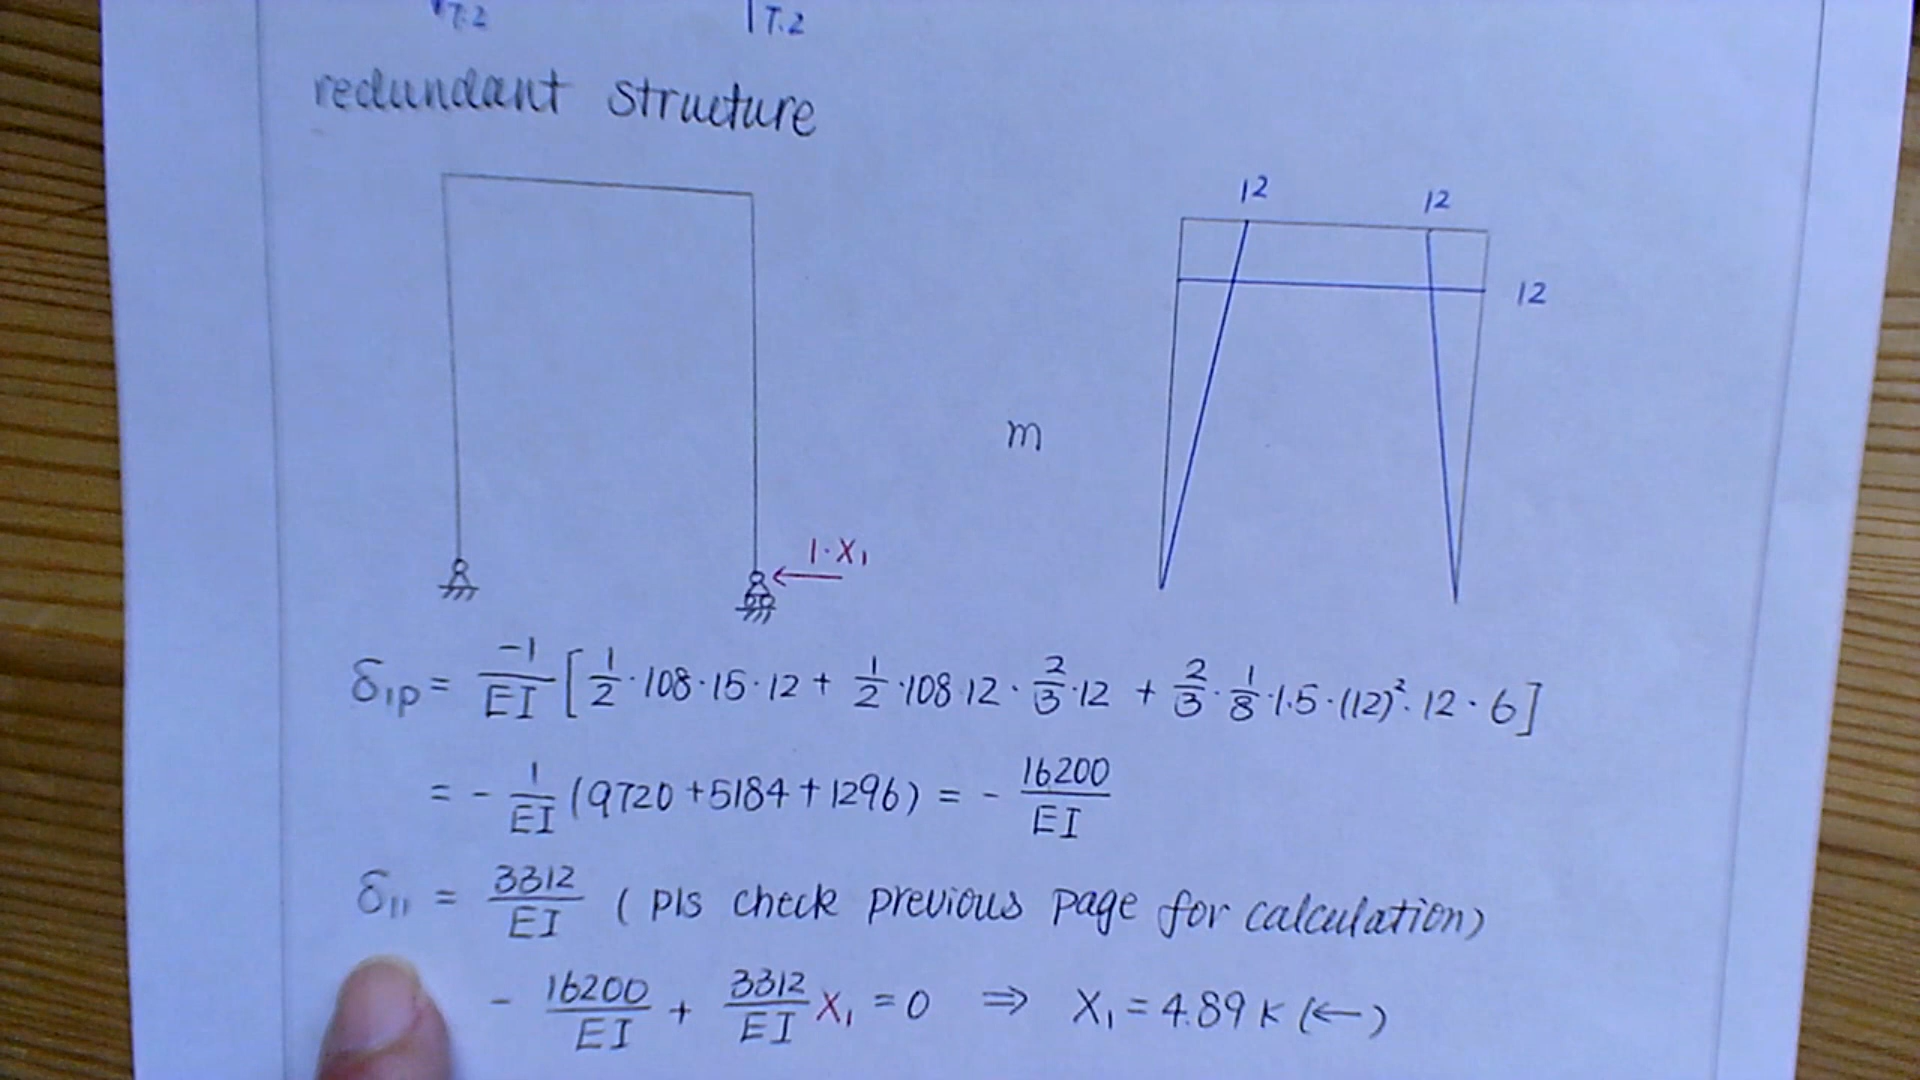 7.2 7.2
redundant structure
12 12
12
m
1·X₁
δ₁p = -1/EI [1/2·108·15·12 + 1/2·108·12·2/3·12 + 2/3·1/8·1.5·(12)²·12·6]
= - 1/EI (9720 + 5184 + 1296) = - 16200/EI
δ₁₁ = 3312/EI (pls check previous page for calculation)
- 16200/EI + 3312/EI X₁ = 0 ⇒ X₁ = 4.89 k (←)